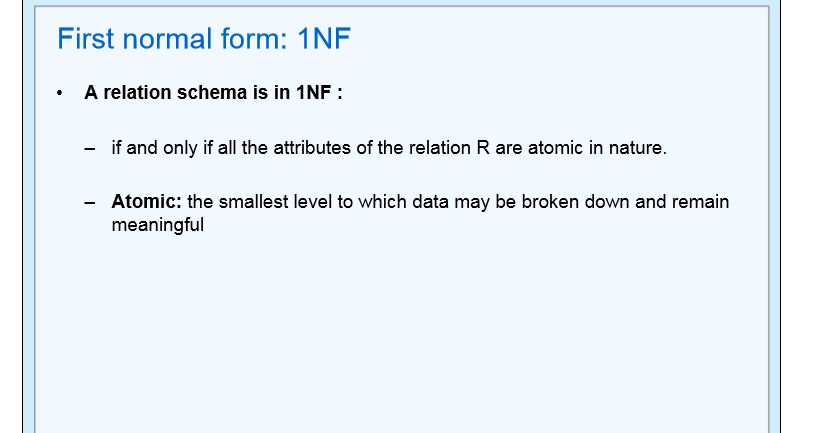 First normal form: 1NF
• A relation schema is in 1NF :
– if and only if all the attributes of the relation R are atomic in nature.
– Atomic: the smallest level to which data may be broken down and remain
meaningful